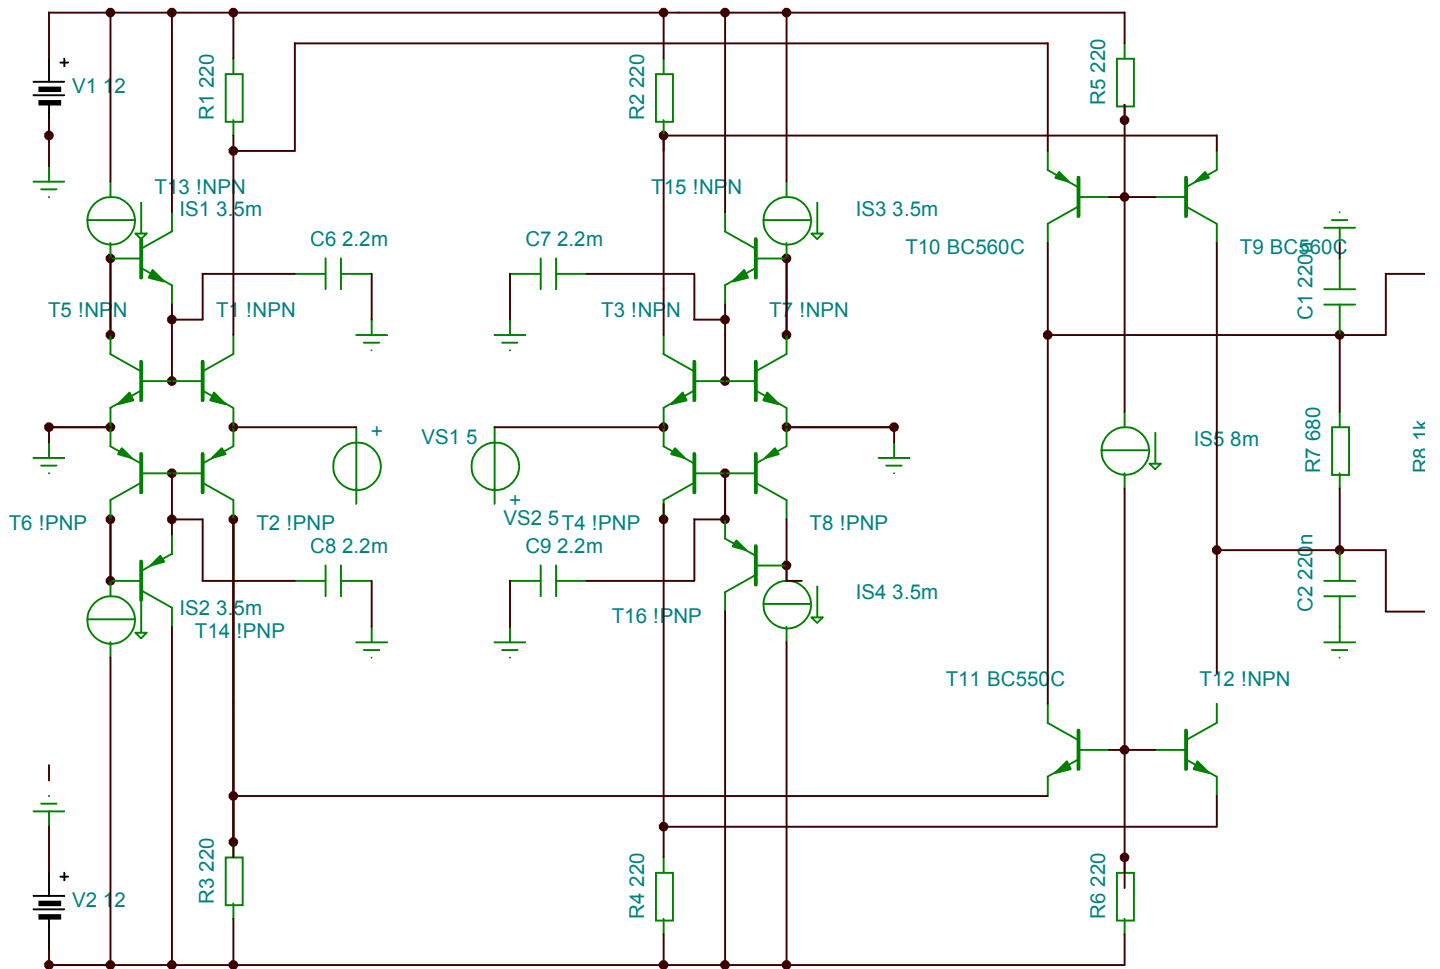 V1 12
+
R1 220
R2 220
R5 220
T13 !NPN
IS1 3.5m
T15 !NPN
IS3 3.5m
C6 2.2m
C7 2.2m
T10 BC560C
T9 BC560C
C1 220n
T5 !NPN
T1 !NPN
T3 !NPN
T7 !NPN
+
VS1 5
IS5 8m
R7 680
R8 1k
+
VS2 5
T6 !PNP
T2 !PNP
T4 !PNP
T8 !PNP
C8 2.2m
C9 2.2m
C2 220n
IS2 3.5m
T14 !PNP
T16 !PNP
IS4 3.5m
T11 BC550C
T12 !NPN
+
V2 12
R3 220
R4 220
R6 220